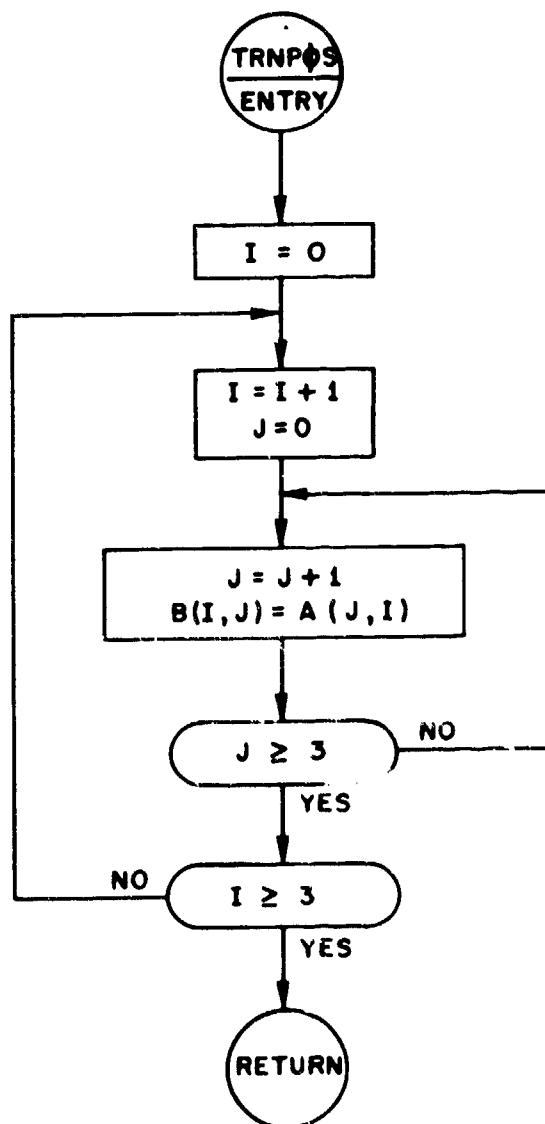 TRNPØS
ENTRY
I = 0
I = I + 1
J = 0
J = J + 1
B(I,J) = A (J,I)
J ≥ 3
NO
YES
NO
I ≥ 3
YES
RETURN